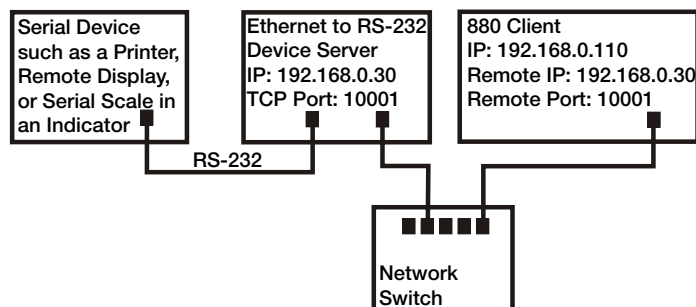 Serial Device
such as a Printer,
Remote Display,
or Serial Scale in
an Indicator
Ethernet to RS-232
Device Server
IP: 192.168.0.30
TCP Port: 10001
880 Client
IP: 192.168.0.110
Remote IP: 192.168.0.30
Remote Port: 10001
RS-232
Network
Switch